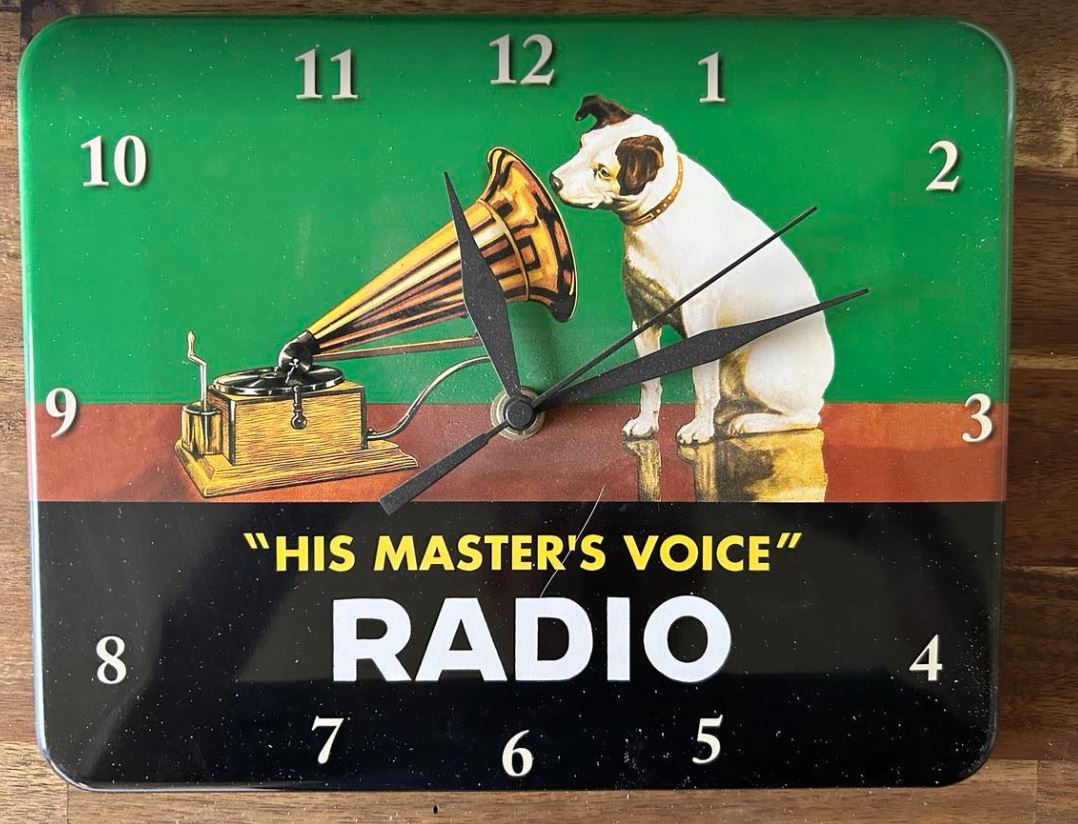 11 12 1
10 2
9 3
"HIS MASTER'S VOICE"
RADIO
8 4
7 6 5